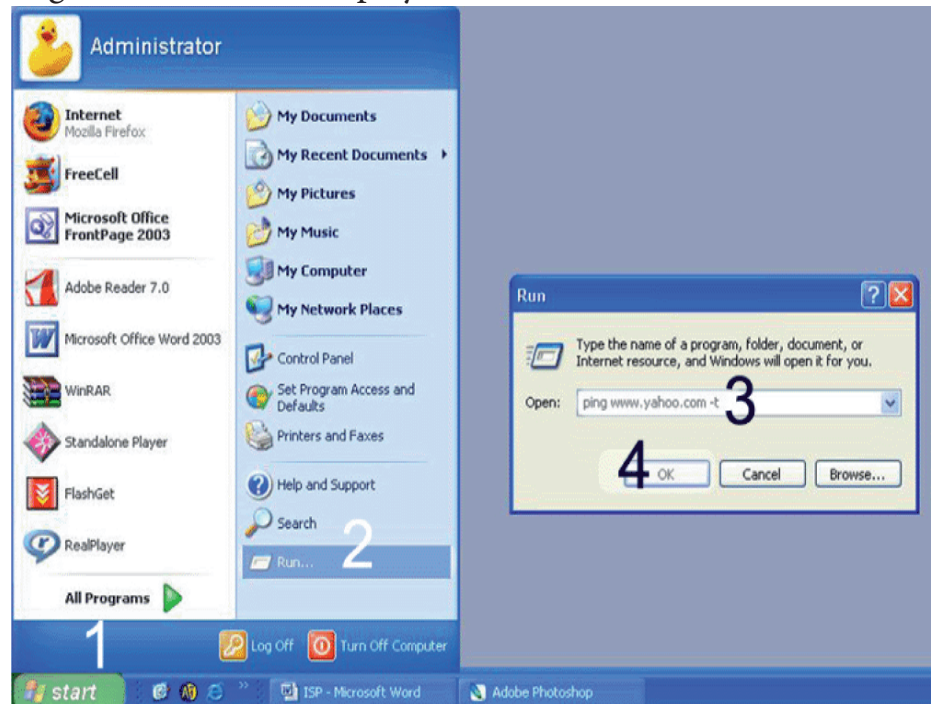 Administrator
Internet
Mozilla Firefox
FreeCell
Microsoft Office
FrontPage 2003
Adobe Reader 7.0
Microsoft Office Word 2003
WinRAR
Standalone Player
FlashGet
RealPlayer
All Programs
1
My Documents
My Recent Documents
My Pictures
My Music
My Computer
My Network Places
Control Panel
Set Program Access and
Defaults
Printers and Faxes
Help and Support
Search
Run...
2
Log Off
Turn Off Computer
start
ISP - Microsoft Word
Adobe Photoshop
Run
Type the name of a program, folder, document, or
Internet resource, and Windows will open it for you.
Open: ping www.yahoo.com -t
3
4
OK Cancel Browse...